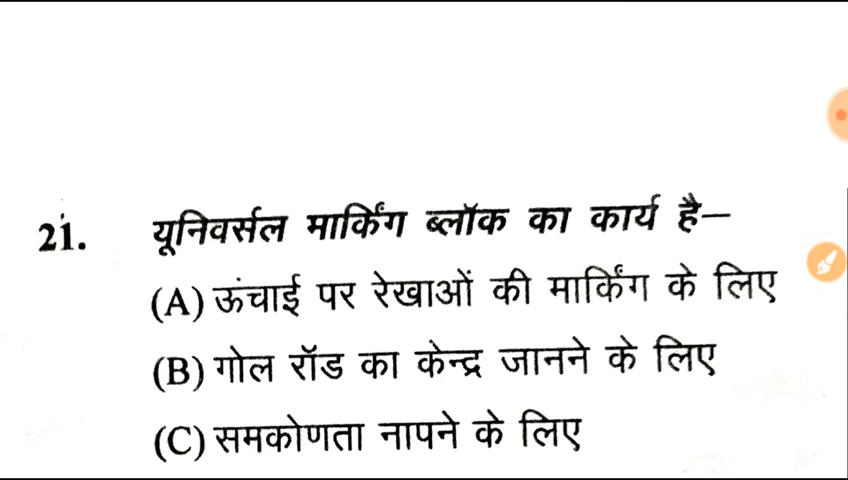 21. यूनिवर्सल मार्किंग ब्लॉक का कार्य है–
(A) ऊंचाई पर रेखाओं की मार्किंग के लिए
(B) गोल रॉड का केन्द्र जानने के लिए
(C) समकोणता नापने के लिए